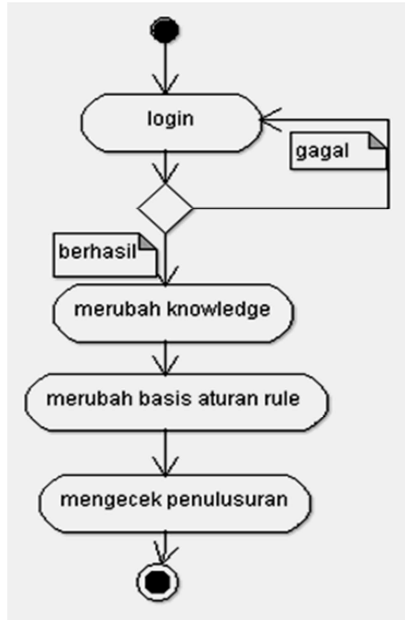 login
gagal
berhasil
merubah knowledge
merubah basis aturan rule
mengecek penulusuran